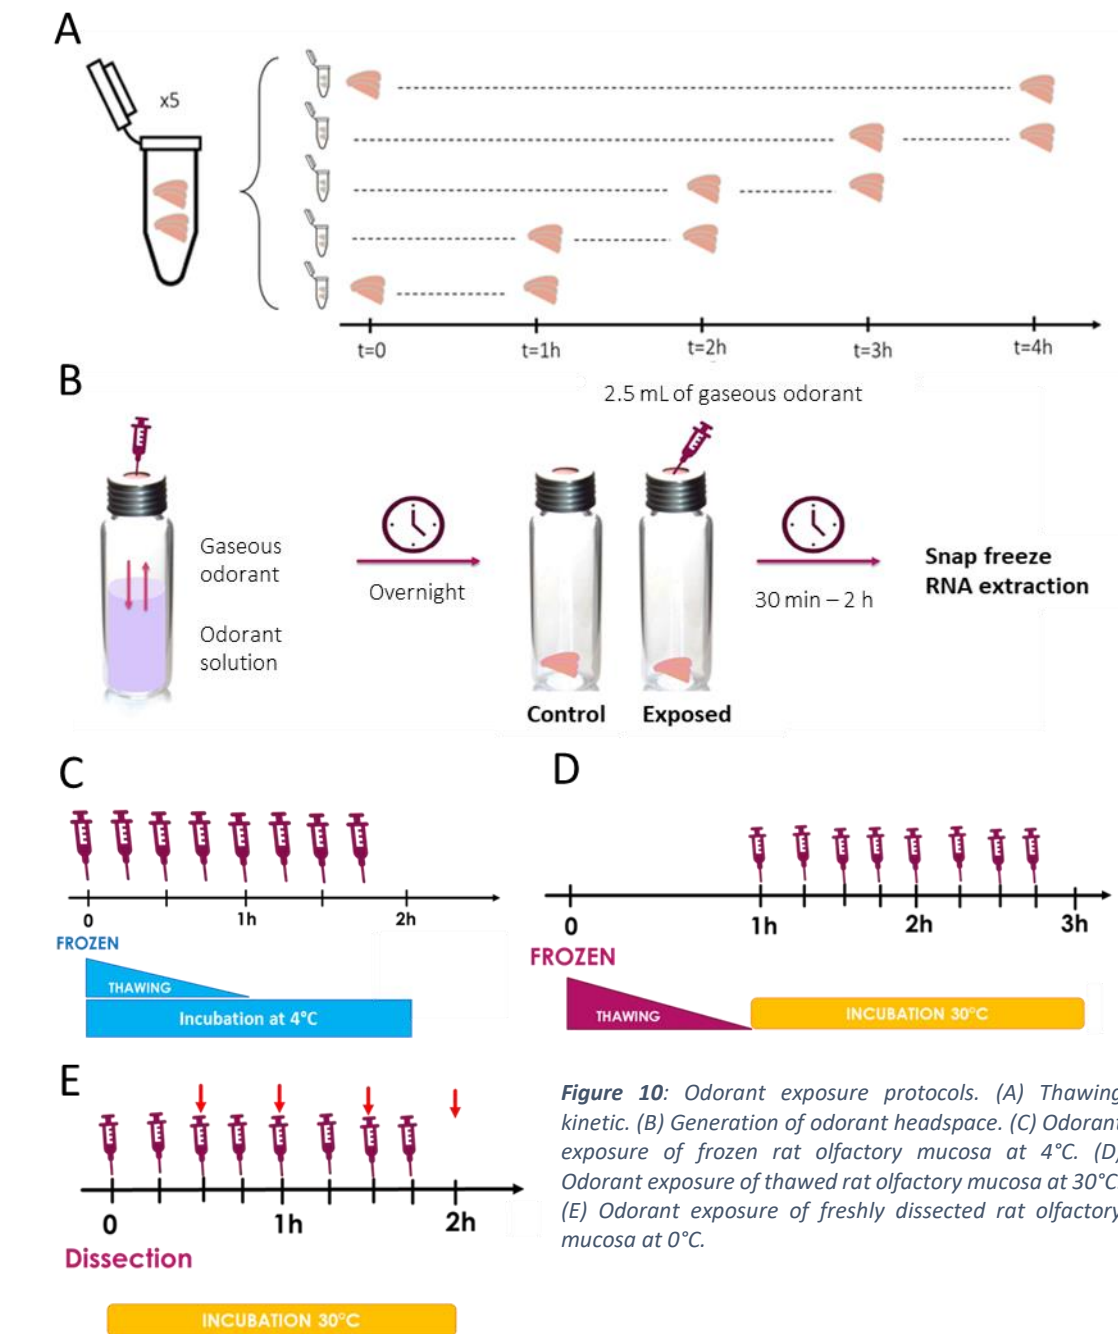 A
x5
t=0
t=1h
t=2h
t=3h
t=4h
B
2.5 mL of gaseous odorant
Gaseous
odorant
Odorant
solution
Overnight
30 min – 2 h
Snap freeze
RNA extraction
Control
Exposed
C
0
1h
2h
FROZEN
THAWING
Incubation at 4°C
D
0
1h
2h
3h
FROZEN
THAWING
INCUBATION 30°C
E
0
1h
2h
Dissection
INCUBATION 30°C
Figure 10: Odorant exposure protocols. (A) Thawing
kinetic. (B) Generation of odorant headspace. (C) Odorant
exposure of frozen rat olfactory mucosa at 4°C. (D)
Odorant exposure of thawed rat olfactory mucosa at 30°C
(E) Odorant exposure of freshly dissected rat olfactory
mucosa at 0°C.